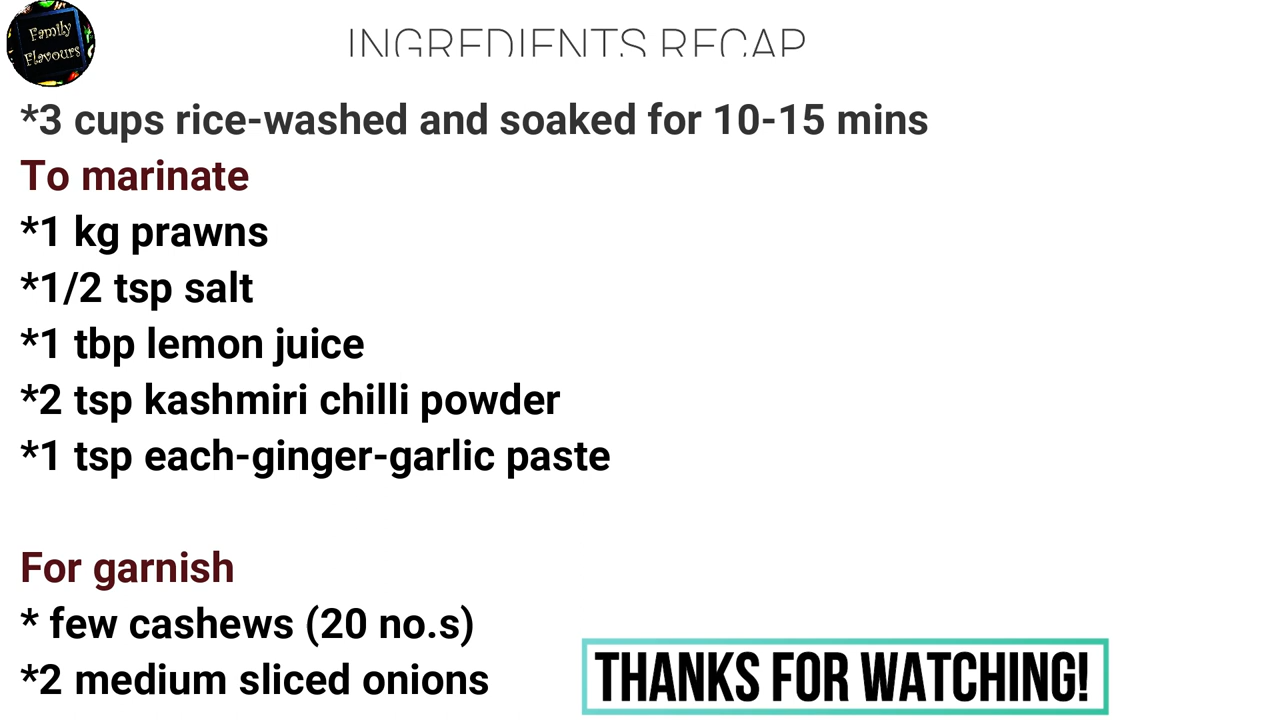 Family
Flavours
INGREDIENTS RECAP
*3 cups rice-washed and soaked for 10-15 mins
To marinate
*1 kg prawns
*1/2 tsp salt
*1 tbp lemon juice
*2 tsp kashmiri chilli powder
*1 tsp each-ginger-garlic paste
For garnish
* few cashews (20 no.s)
*2 medium sliced onions
THANKS FOR WATCHING!